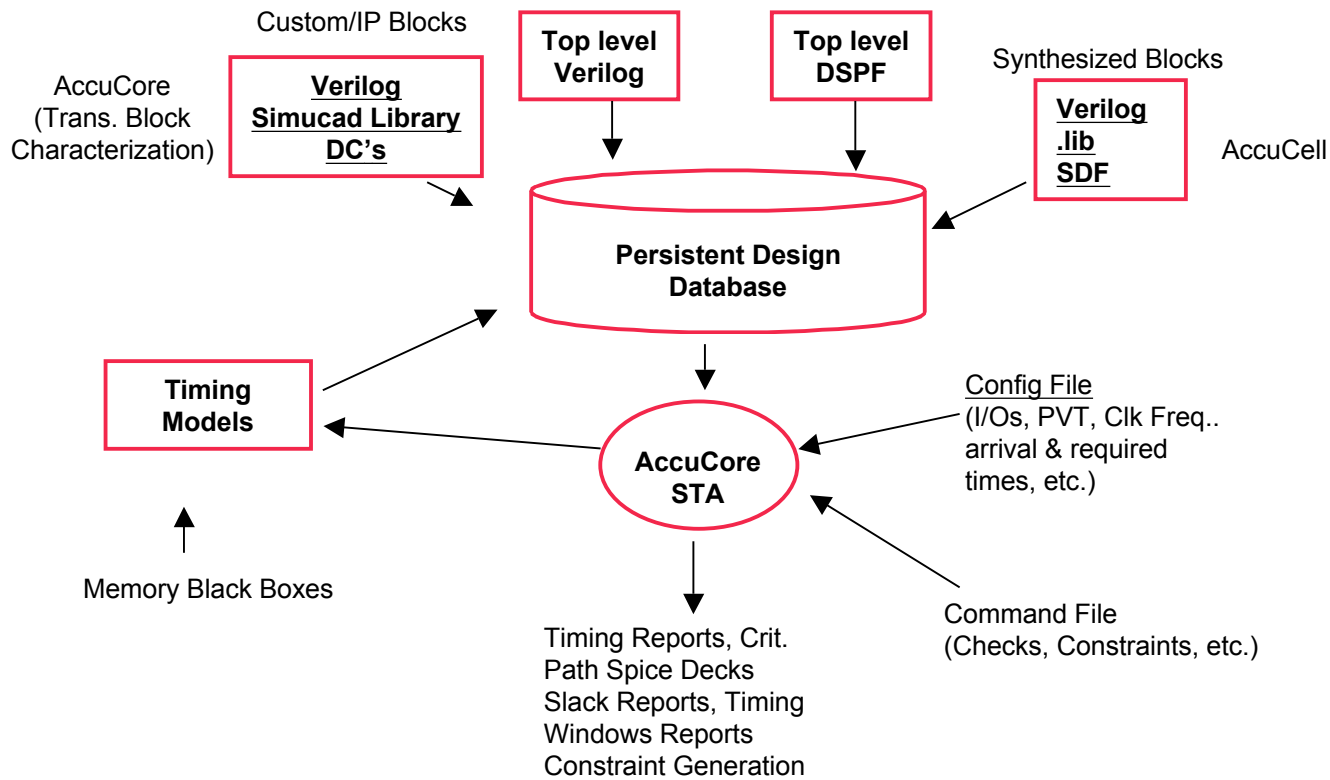 Custom/IP Blocks
AccuCore
(Trans. Block
Characterization)
Verilog
Simucad Library
DC's
Top level
Verilog
Top level
DSPF
Synthesized Blocks
Verilog
.lib
SDF
AccuCell
Persistent Design
Database
Timing
Models
AccuCore
STA
Config File
(I/Os, PVT, Clk Freq..
arrival & required
times, etc.)
Memory Black Boxes
Command File
(Checks, Constraints, etc.)
Timing Reports, Crit.
Path Spice Decks
Slack Reports, Timing
Windows Reports
Constraint Generation